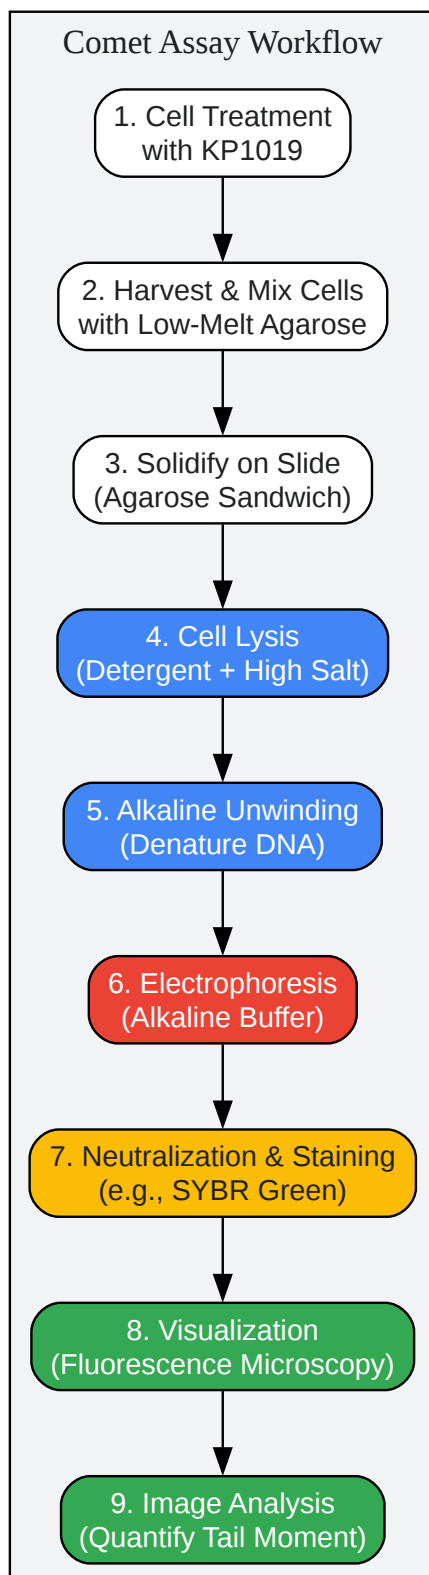 Comet Assay Workflow
1. Cell Treatment
with KP1019
2. Harvest & Mix Cells
with Low-Melt Agarose
3. Solidify on Slide
(Agarose Sandwich)
4. Cell Lysis
(Detergent + High Salt)
5. Alkaline Unwinding
(Denature DNA)
6. Electrophoresis
(Alkaline Buffer)
7. Neutralization & Staining
(e.g., SYBR Green)
8. Visualization
(Fluorescence Microscopy)
9. Image Analysis
(Quantify Tail Moment)